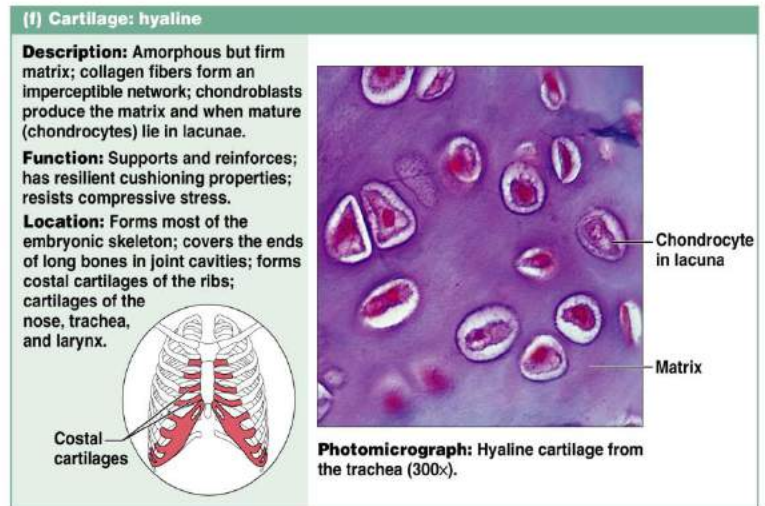 (f) Cartilage: hyaline
Description: Amorphous but firm
matrix; collagen fibers form an
imperceptible network; chondroblasts
produce the matrix and when mature
(chondrocytes) lie in lacunae.
Function: Supports and reinforces;
has resilient cushioning properties;
resists compressive stress.
Location: Forms most of the
embryonic skeleton; covers the ends
of long bones in joint cavities; forms
costal cartilages of the ribs;
cartilages of the
nose, trachea,
and larynx.
Costal
cartilages
Chondrocyte
in lacuna
Matrix
Photomicrograph: Hyaline cartilage from
the trachea (300×).